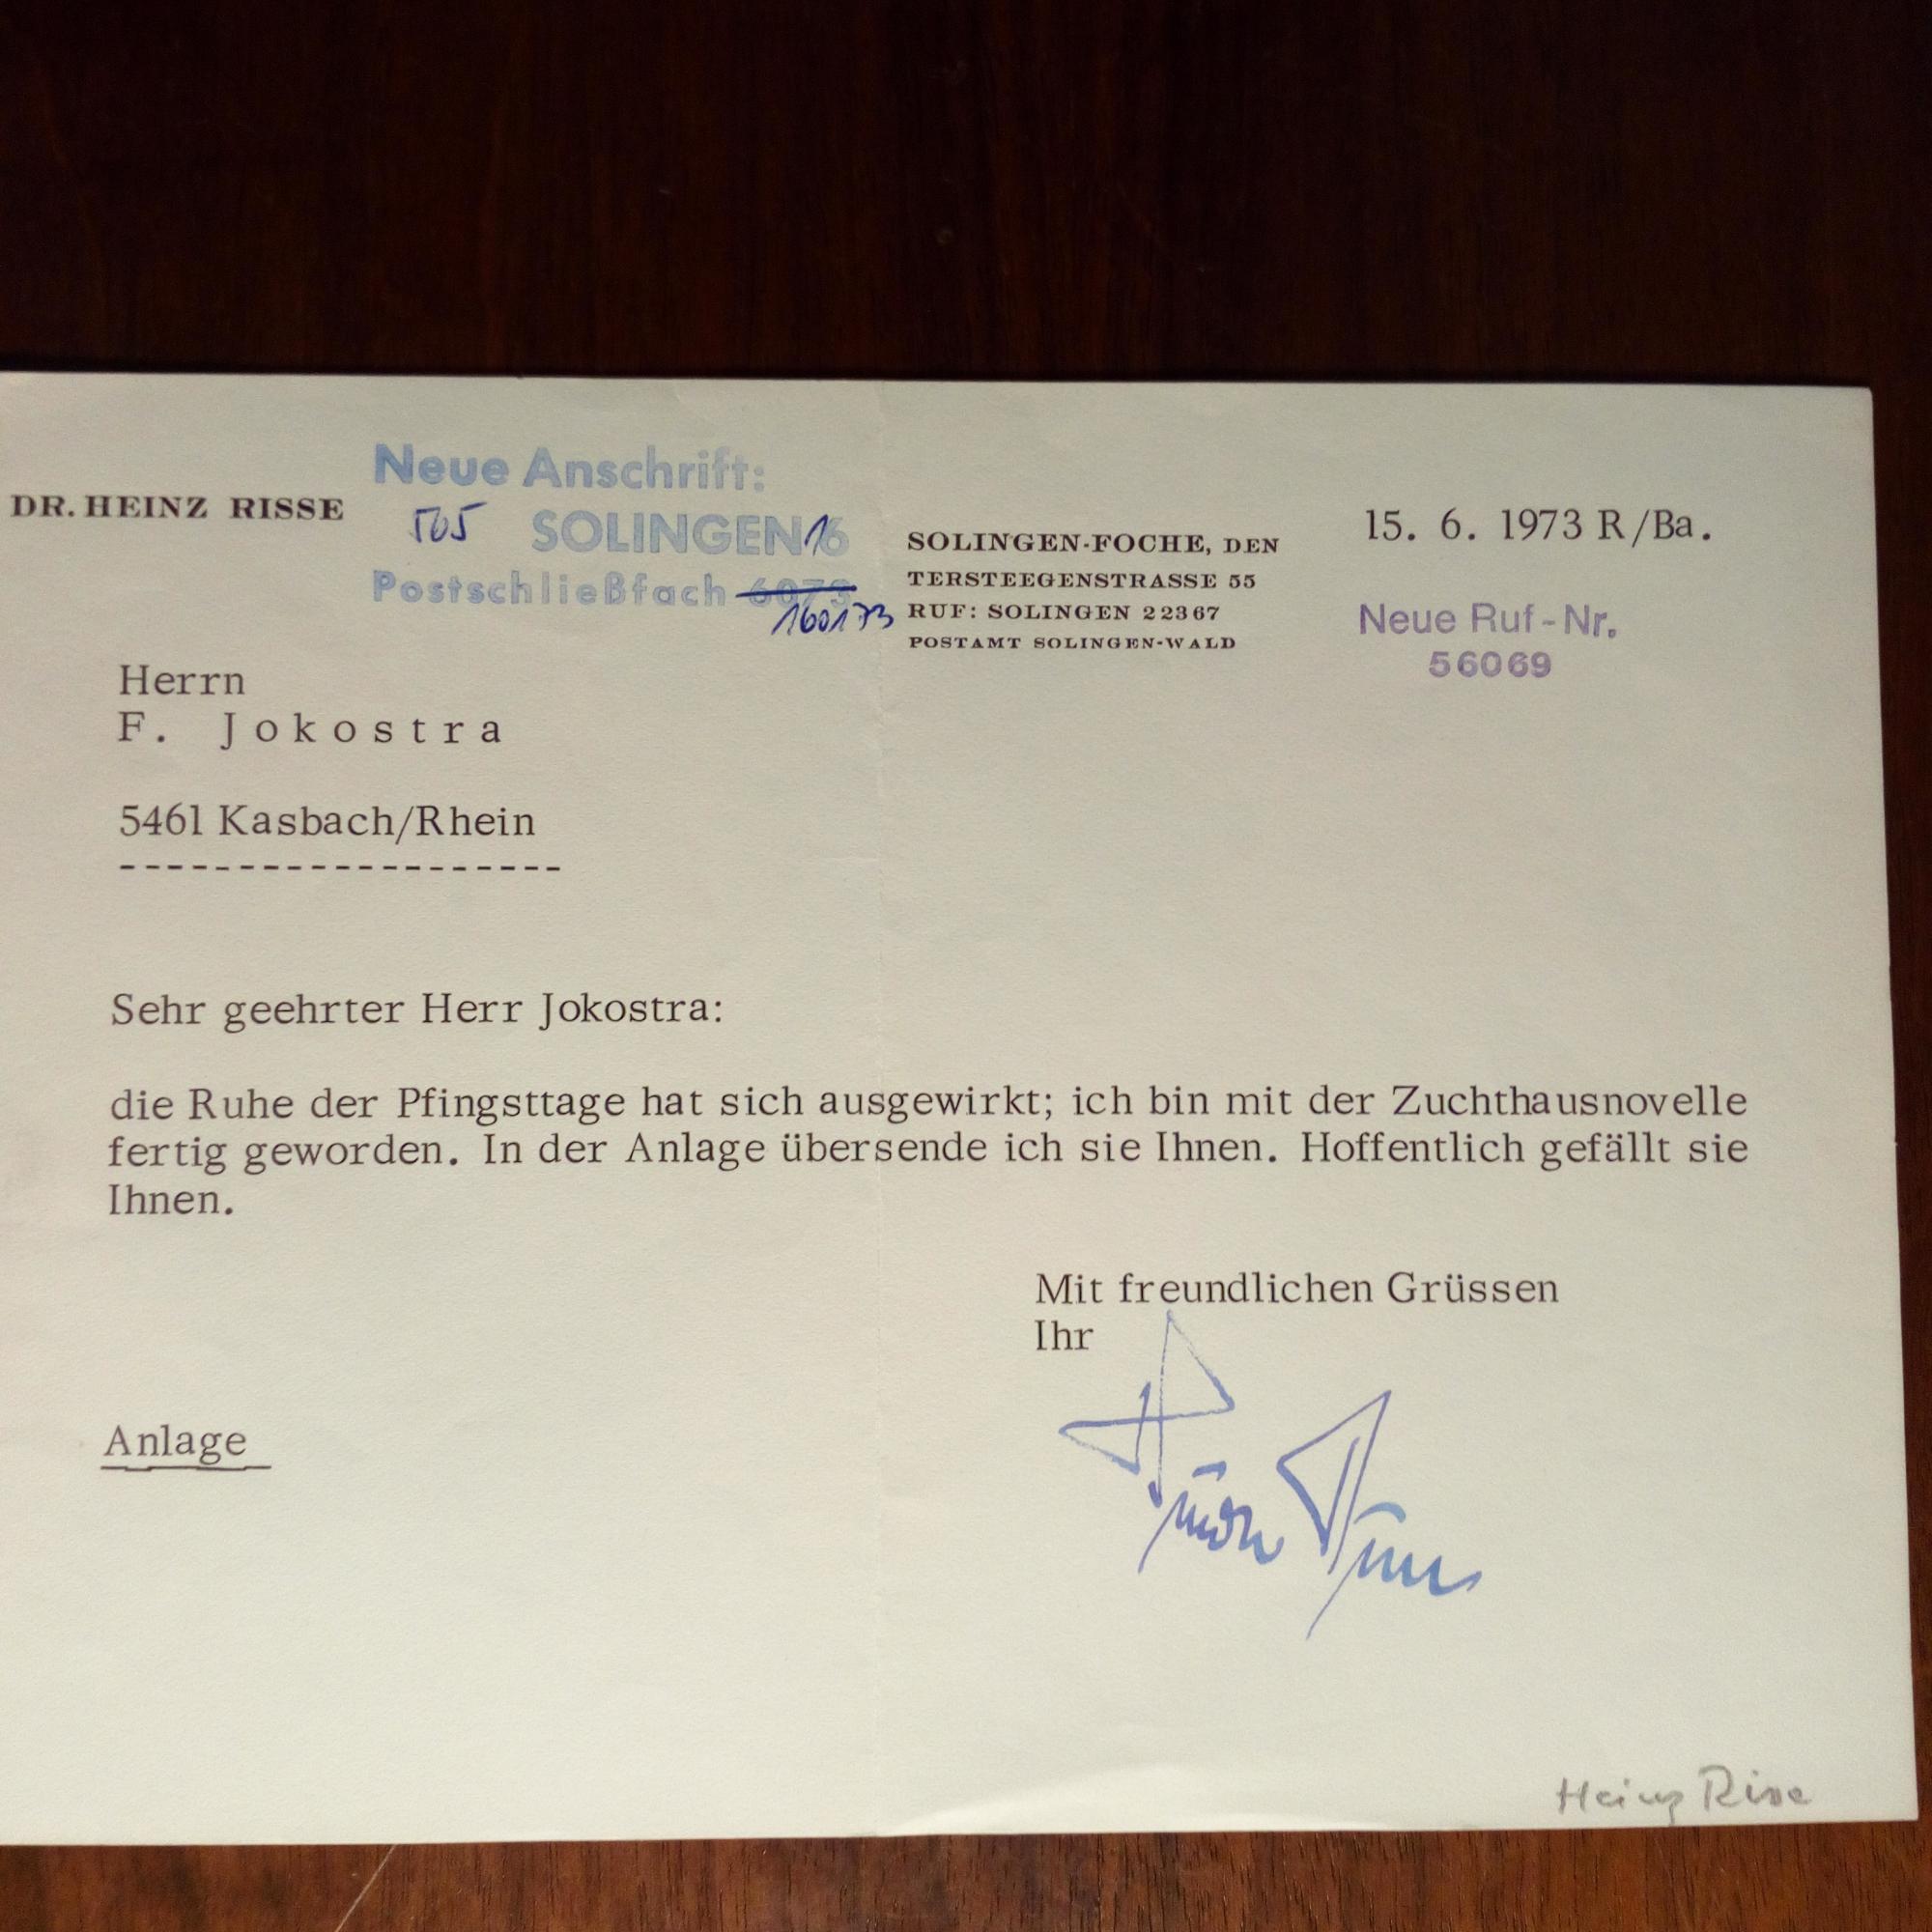 DR. HEINZ RISSE
Neue Anschrift:
565 SOLINGEN 16
Postschließfach 6073
160173
SOLINGEN-FOCHE, DEN
TERSTEEGENSTRASSE 55
RUF: SOLINGEN 22367
POSTAMT SOLINGEN-WALD
15. 6. 1973 R/Ba.
Neue Ruf-Nr.
56069
Herrn
F. Jokostra
5461 Kasbach/Rhein
Sehr geehrter Herr Jokostra:
die Ruhe der Pfingsttage hat sich ausgewirkt; ich bin mit der Zuchthausnovelle
fertig geworden. In der Anlage übersende ich sie Ihnen. Hoffentlich gefällt sie
Ihnen.
Mit freundlichen Grüssen
Ihr
Anlage
Heinz Risse